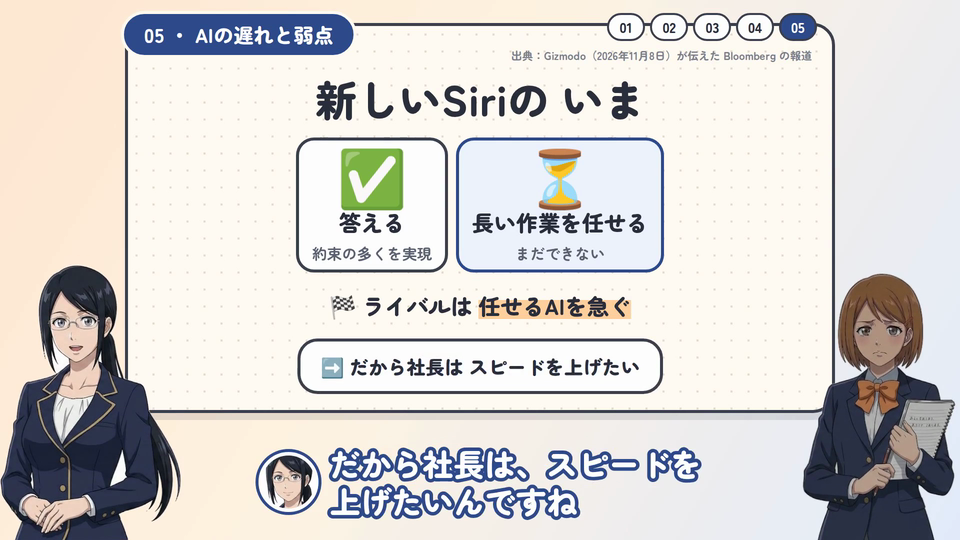 05 ・ AIの遅れと弱点
01 02 03 04 05
出典：Gizmodo（2026年11月8日）が伝えた Bloomberg の報道
新しいSiriの いま
答える
約束の多くを実現
長い作業を任せる
まだできない
ライバルは 任せるAIを急ぐ
だから社長は スピードを上げたい
だから社長は、スピードを
上げたいんですね